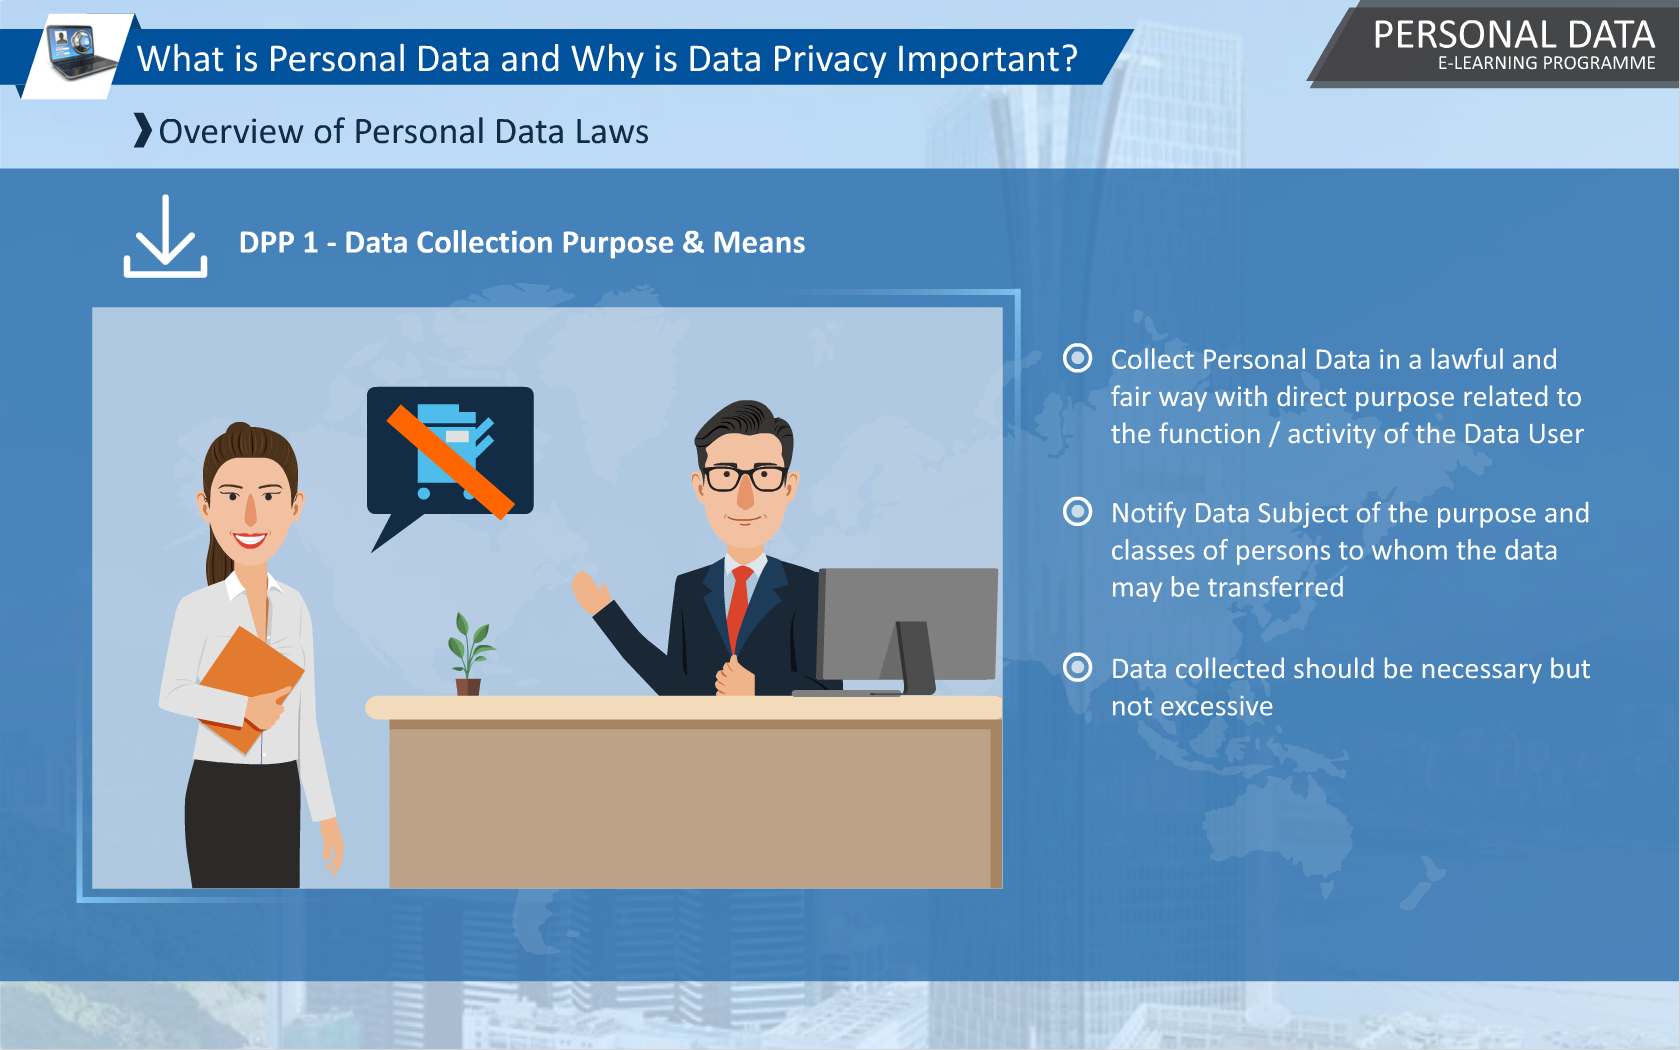 What is Personal Data and Why is Data Privacy Important?
PERSONAL DATA
E-LEARNING PROGRAMME
Overview of Personal Data Laws
DPP 1 - Data Collection Purpose & Means
Collect Personal Data in a lawful and
fair way with direct purpose related to
the function / activity of the Data User
Notify Data Subject of the purpose and
classes of persons to whom the data
may be transferred
Data collected should be necessary but
not excessive